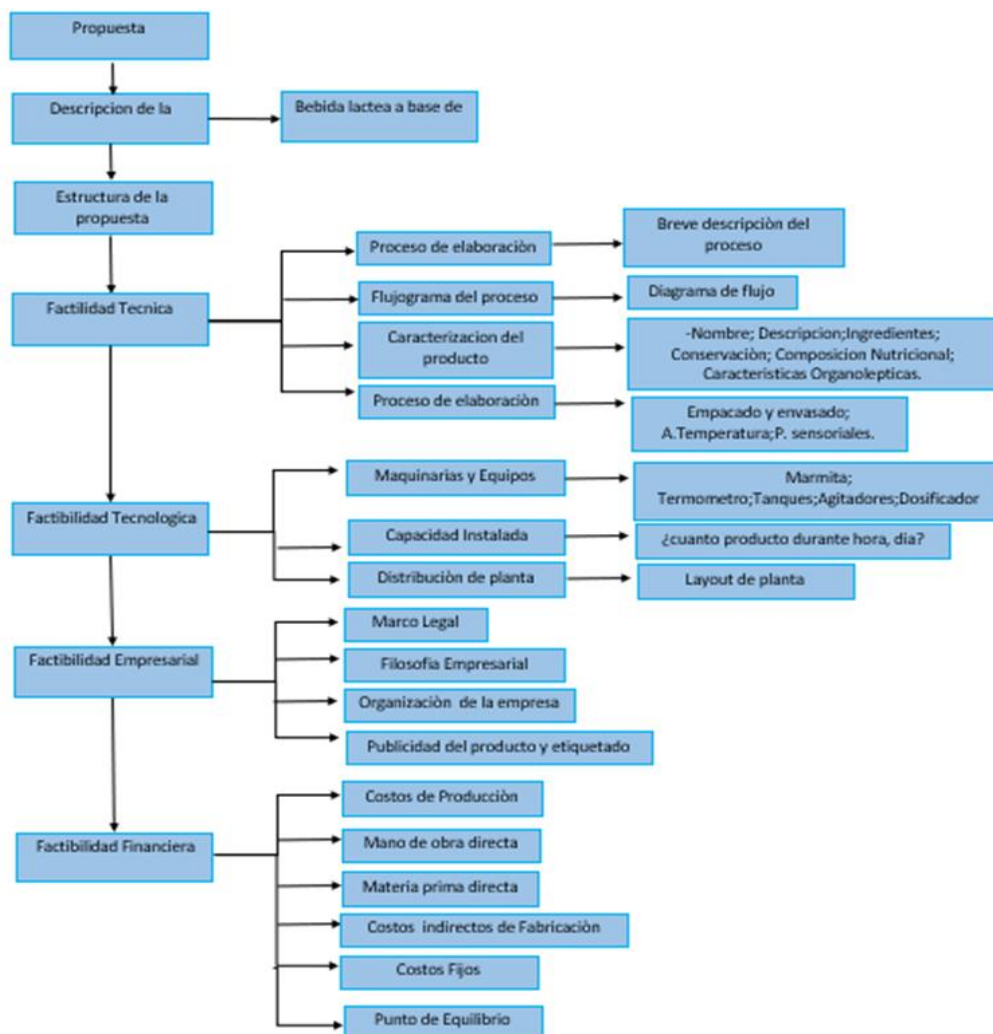 Propuesta
Descripcion de la
Bebida lactea a base de
Estructura de la
propuesta
Factilidad Tecnica
Proceso de elaboraciòn
Breve descripciòn del
proceso
Flujograma del proceso
Diagrama de flujo
Caracterizacion del
producto
-Nombre; Descripcion;Ingredientes;
Conservaciòn; Composicion Nutricional;
Caracteristicas Organolepticas.
Proceso de elaboraciòn
Empacado y envasado;
A.Temperatura;P. sensoriales.
Factibilidad Tecnologica
Maquinarias y Equipos
Marmita;
Termometro;Tanques;Agitadores;Dosificador
Capacidad Instalada
¿cuanto producto durante hora, dia?
Distribuciòn de planta
Layout de planta
Factibilidad Empresarial
Marco Legal
Filosofia Empresarial
Organizaciòn de la empresa
Publicidad del producto y etiquetado
Factibilidad Financiera
Costos de Producciòn
Mano de obra directa
Materia prima directa
Costos indirectos de Fabricaciòn
Costos Fijos
Punto de Equilibrio